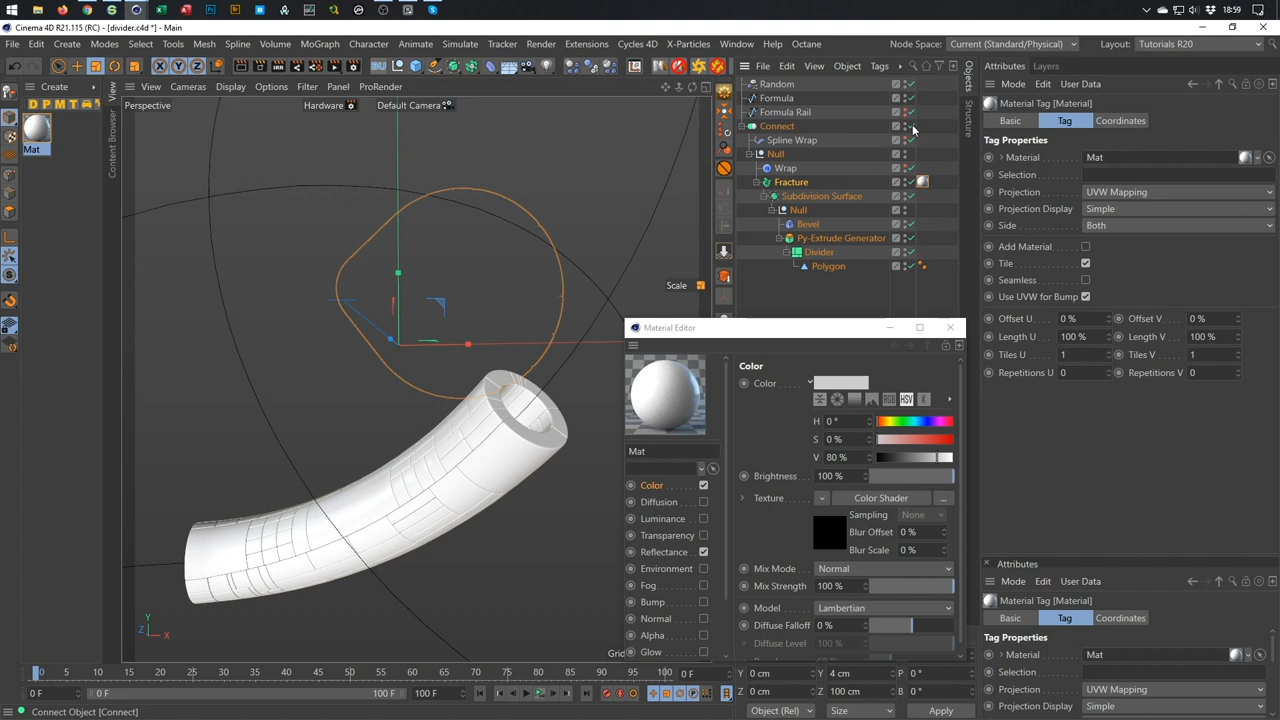 18:59
Cinema 4D R21.115 (RC) - [divider.c4d *] - Main
File Edit Create Modes Select Tools Mesh Spline Volume MoGraph Character Animate Simulate Tracker Render Extensions Cycles 4D X-Particles Window Help Octane Node Space: Current (Standard/Physical) Layout: Tutorials R20
X Y Z File Edit View Object Tags Attributes Layers
Create View Cameras Display Options Filter Panel ProRender Mode Edit User Data
D P M T
Perspective Hardware Default Camera
View
Content Browser
Objects
Structure
Mat
Random
Formula
Formula Rail
Connect
Spline Wrap
Null
Wrap
Fracture
Subdivision Surface
Null
Bevel
Py-Extrude Generator
Divider
Polygon
Material Tag [Material]
Basic Tag Coordinates
Tag Properties
Material Mat
Selection
Projection UVW Mapping
Projection Display Simple
Side Both
Add Material
Tile
Seamless
Use UVW for Bump
Offset U 0 % Offset V 0 %
Length U 100 % Length V 100 %
Tiles U 1 Tiles V 1
Repetitions U 0 Repetitions V 0
Scale
Material Editor
Mat
Color
Diffusion
Luminance
Transparency
Reflectance
Environment
Fog
Bump
Normal
Alpha
Glow
Color
Color
RGB HSV K
H 0 °
S 0 %
V 80 %
Brightness 100 %
Texture Color Shader ...
Sampling None
Blur Offset 0 %
Blur Scale 0 %
Mix Mode Normal
Mix Strength 100 %
Model Lambertian
Diffuse Falloff 0 %
Diffuse Level
Attributes
Mode Edit User Data
Material Tag [Material]
Basic Tag Coordinates
Tag Properties
Material Mat
Selection
Projection UVW Mapping
Projection Display Simple
Y
Z X
Grid
0 5 10 15 20 25 30 35 40 45 50 55 60 65 70 75 80 85 90 95 100 0 F
0 F 0 F 100 F 100 F
Y 0 cm Y 4 cm P 0 °
Z 0 cm Z 100 cm B 0 °
Object (Rel) Size Apply
Connect Object [Connect]